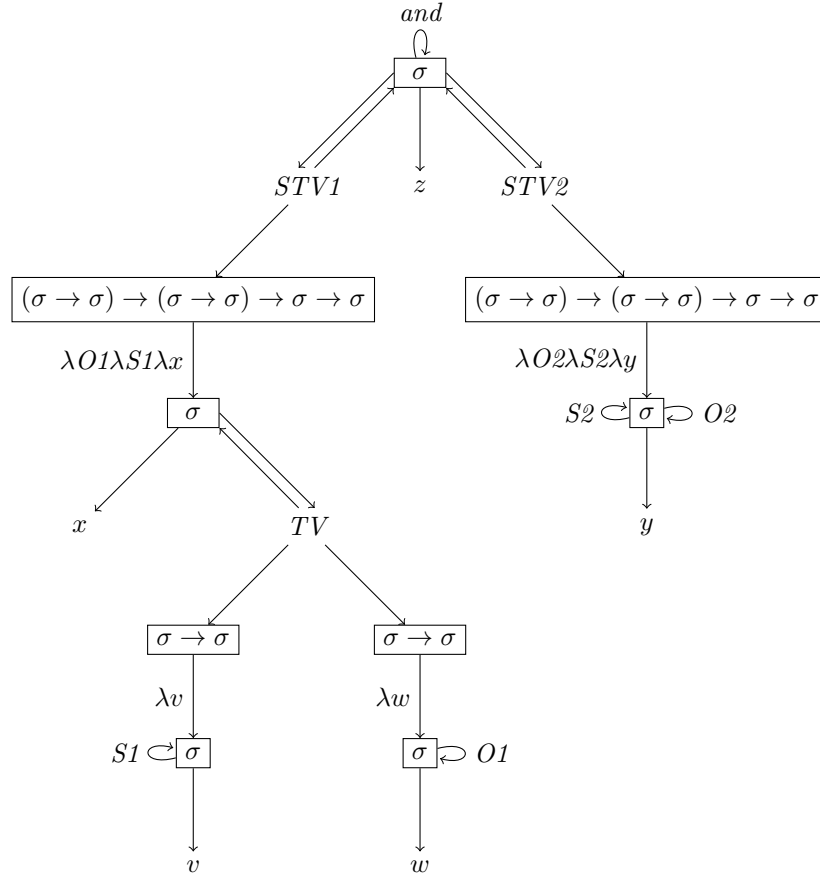 and
σ
STV1 z STV2
(σ → σ) → (σ → σ) → σ → σ (σ → σ) → (σ → σ) → σ → σ
λO1λS1λx λO2λS2λy
σ S2 σ O2
x TV y
σ → σ σ → σ
λv λw
S1 σ σ O1
v w